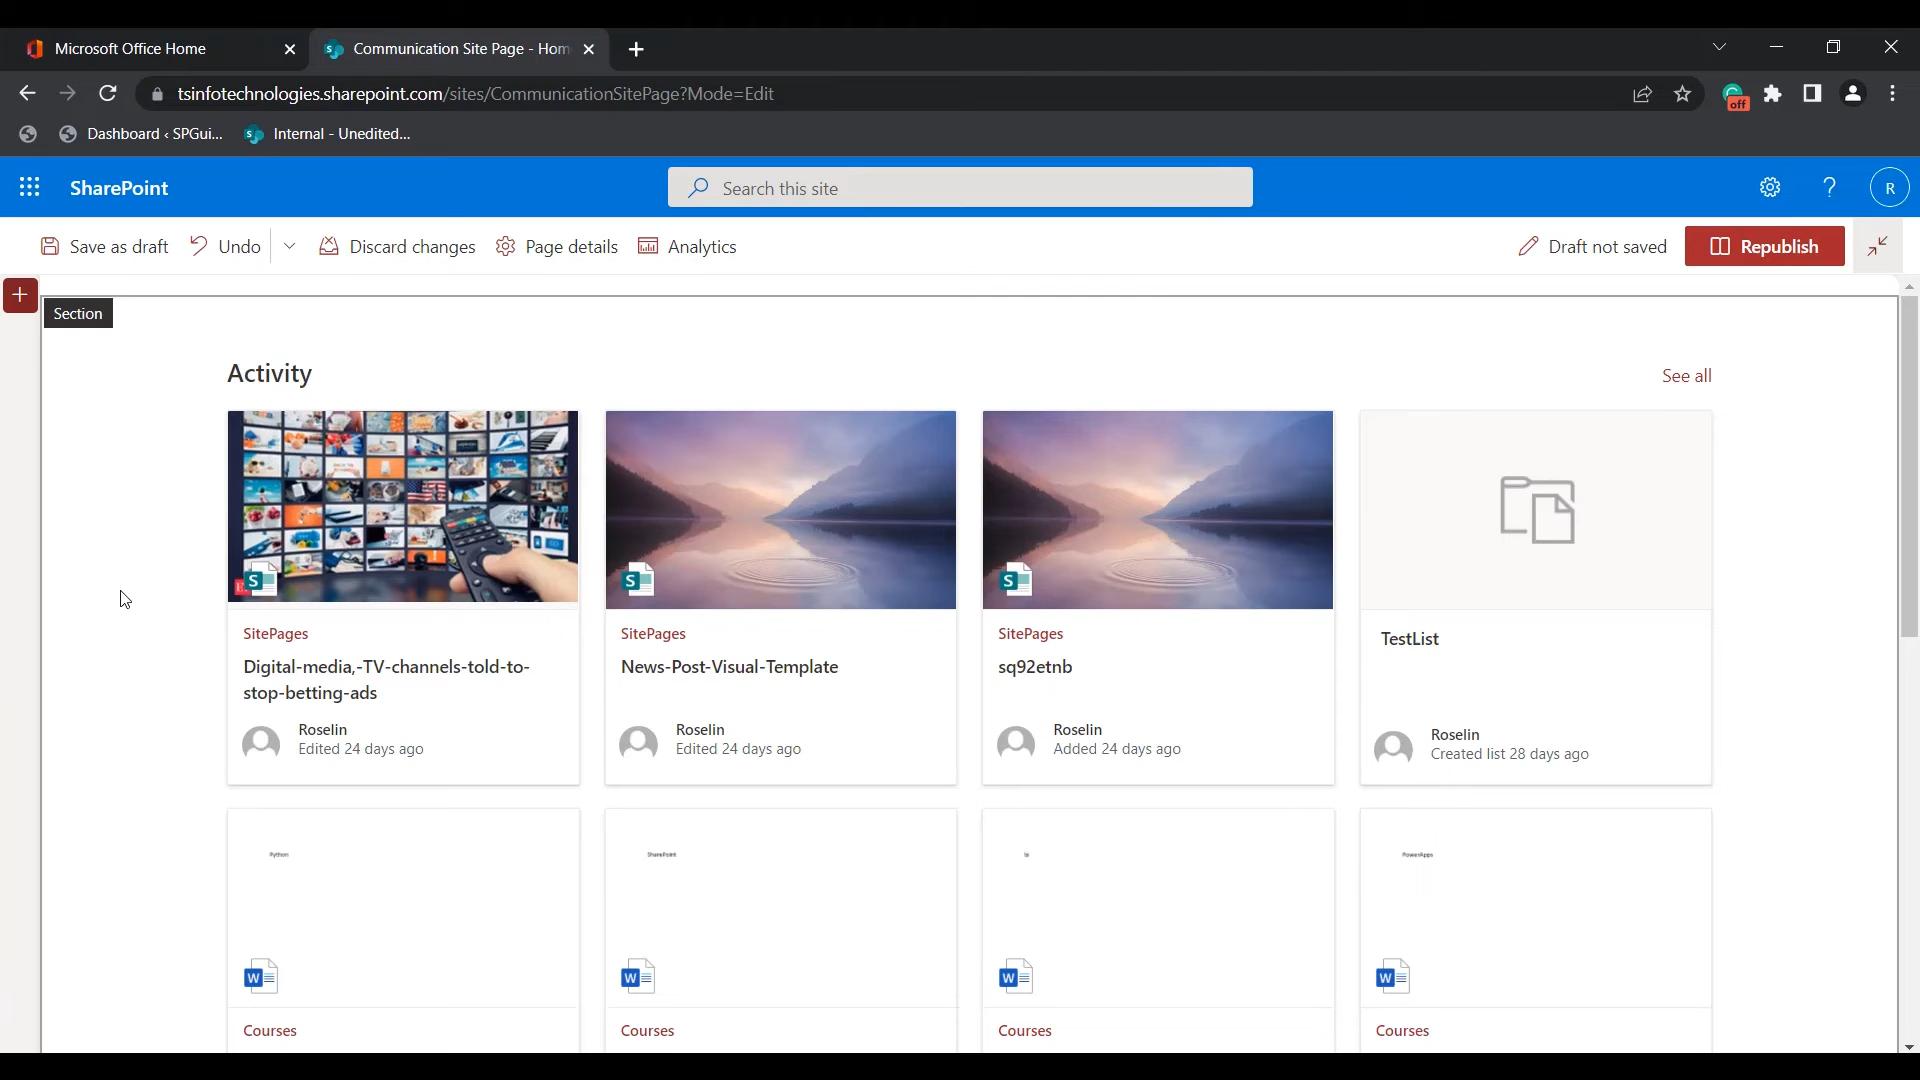 Microsoft Office Home
Communication Site Page - Hom
tsinfotechnologies.sharepoint.com/sites/CommunicationSitePage?Mode=Edit
off
Dashboard ‹ SPGui...
Internal - Unedited...
SharePoint
Search this site
?
R
Save as draft
Undo
Discard changes
Page details
Analytics
Draft not saved
Republish
Section
Activity
See all
SitePages
Digital-media,-TV-channels-told-to-
stop-betting-ads
Roselin
Edited 24 days ago
SitePages
News-Post-Visual-Template
Roselin
Edited 24 days ago
SitePages
sq92etnb
Roselin
Added 24 days ago
TestList
Roselin
Created list 28 days ago
Python
SharePoint
PowerApps
Courses
Courses
Courses
Courses